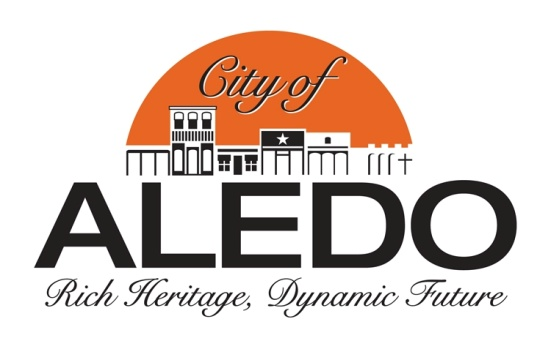 City of
ALEDO
Rich Heritage, Dynamic Future